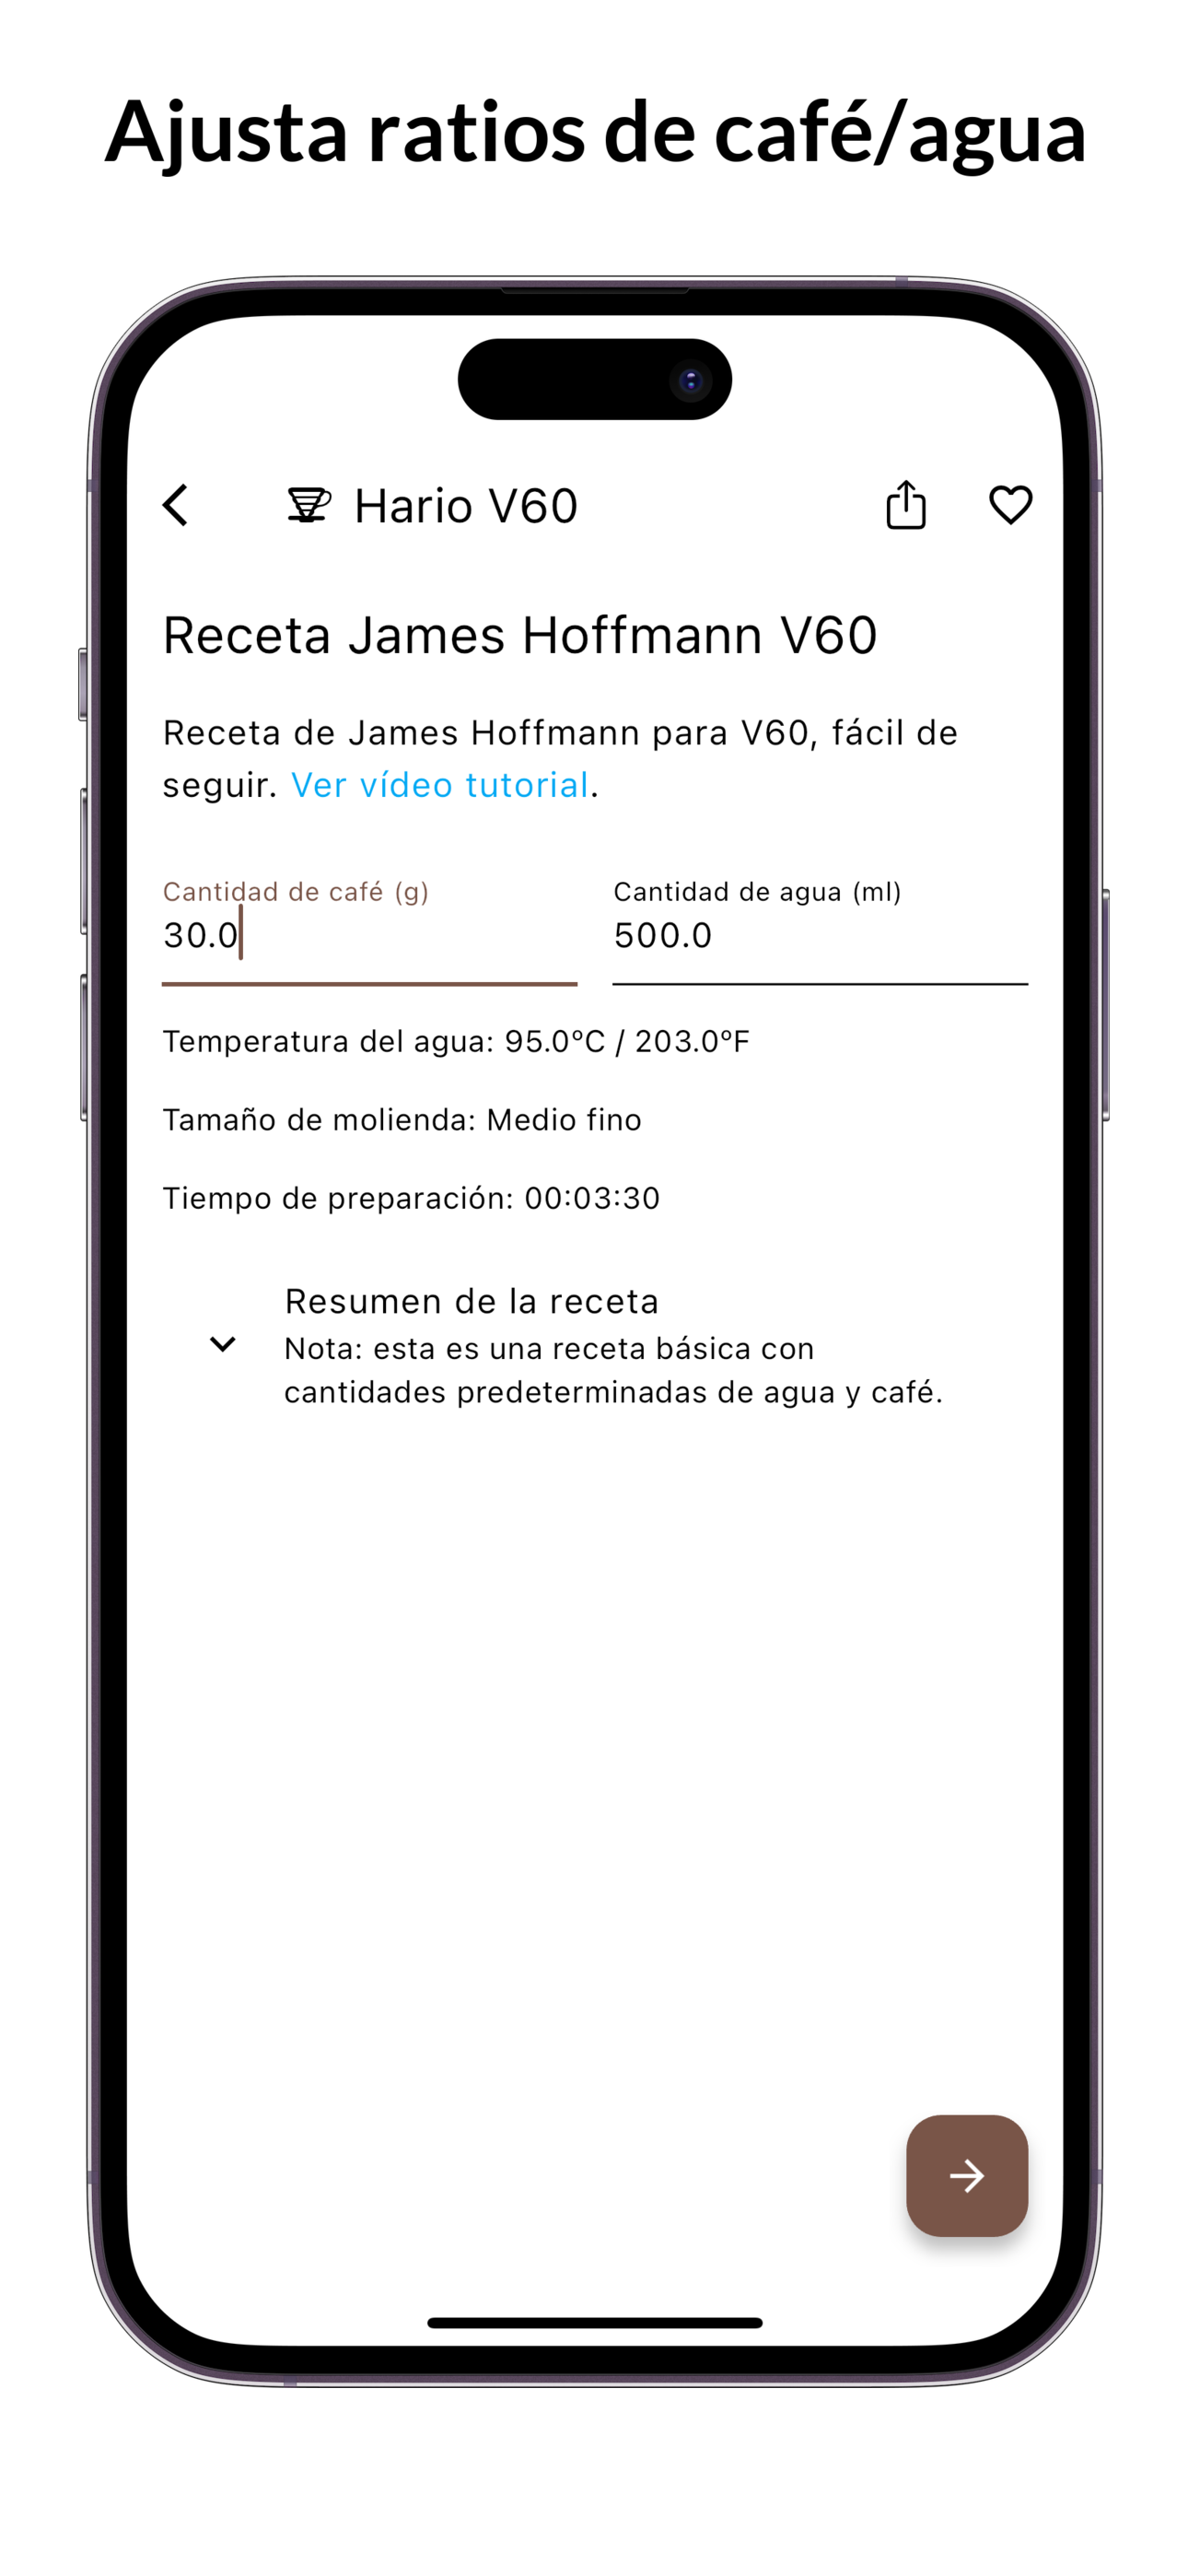 Ajusta ratios de café/agua
Hario V60
Receta James Hoffmann V60
Receta de James Hoffmann para V60, fácil de
seguir. Ver vídeo tutorial.
Cantidad de café (g)
30.0
Cantidad de agua (ml)
500.0
Temperatura del agua: 95.0ºC / 203.0ºF
Tamaño de molienda: Medio fino
Tiempo de preparación: 00:03:30
Resumen de la receta
Nota: esta es una receta básica con
cantidades predeterminadas de agua y café.